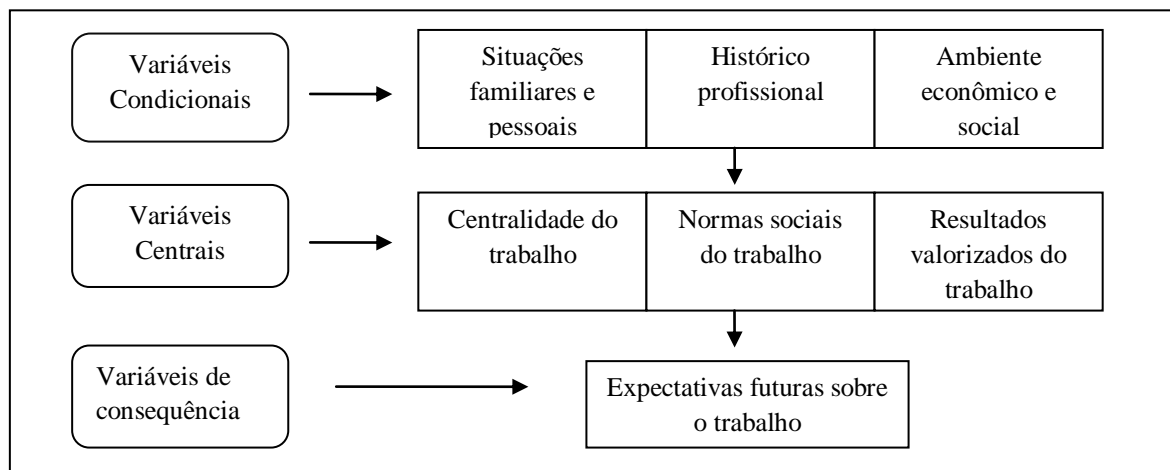 Variáveis
Condicionais
Situações
familiares e
pessoais
Histórico
profissional
Ambiente
econômico e
social
Variáveis
Centrais
Centralidade do
trabalho
Normas sociais
do trabalho
Resultados
valorizados do
trabalho
Variáveis de
consequência
Expectativas futuras sobre
o trabalho